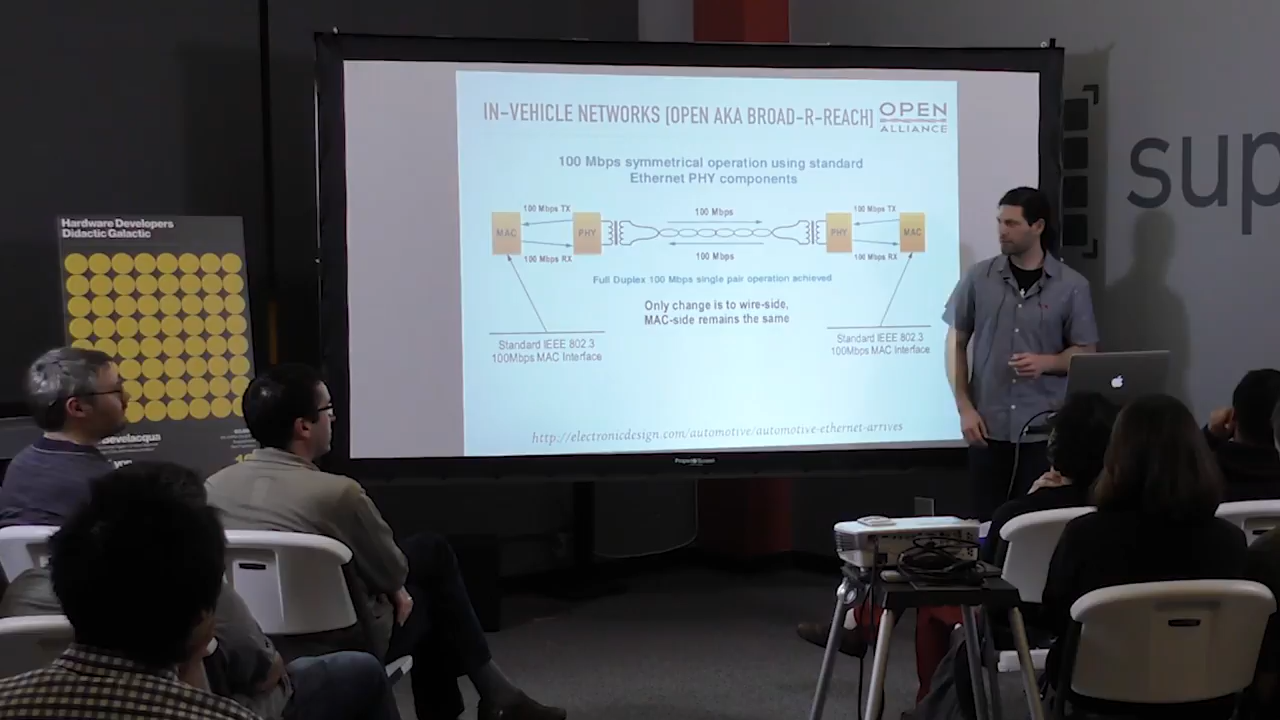 IN-VEHICLE NETWORKS [OPEN AKA BROAD-R-REACH]
OPEN
ALLIANCE
100 Mbps symmetrical operation using standard
Ethernet PHY components
100 Mbps TX
100 Mbps
100 Mbps TX
MAC
PHY
PHY
MAC
100 Mbps RX
100 Mbps
100 Mbps RX
Full Duplex 100 Mbps single pair operation achieved
Only change is to wire-side,
MAC-side remains the same
Standard IEEE 802.3
100Mbps MAC Interface
Standard IEEE 802.3
100Mbps MAC Interface
http://electronicdesign.com/automotive/automotive-ethernet-arrives
sup
Hardware Developers
Didactic Galactic